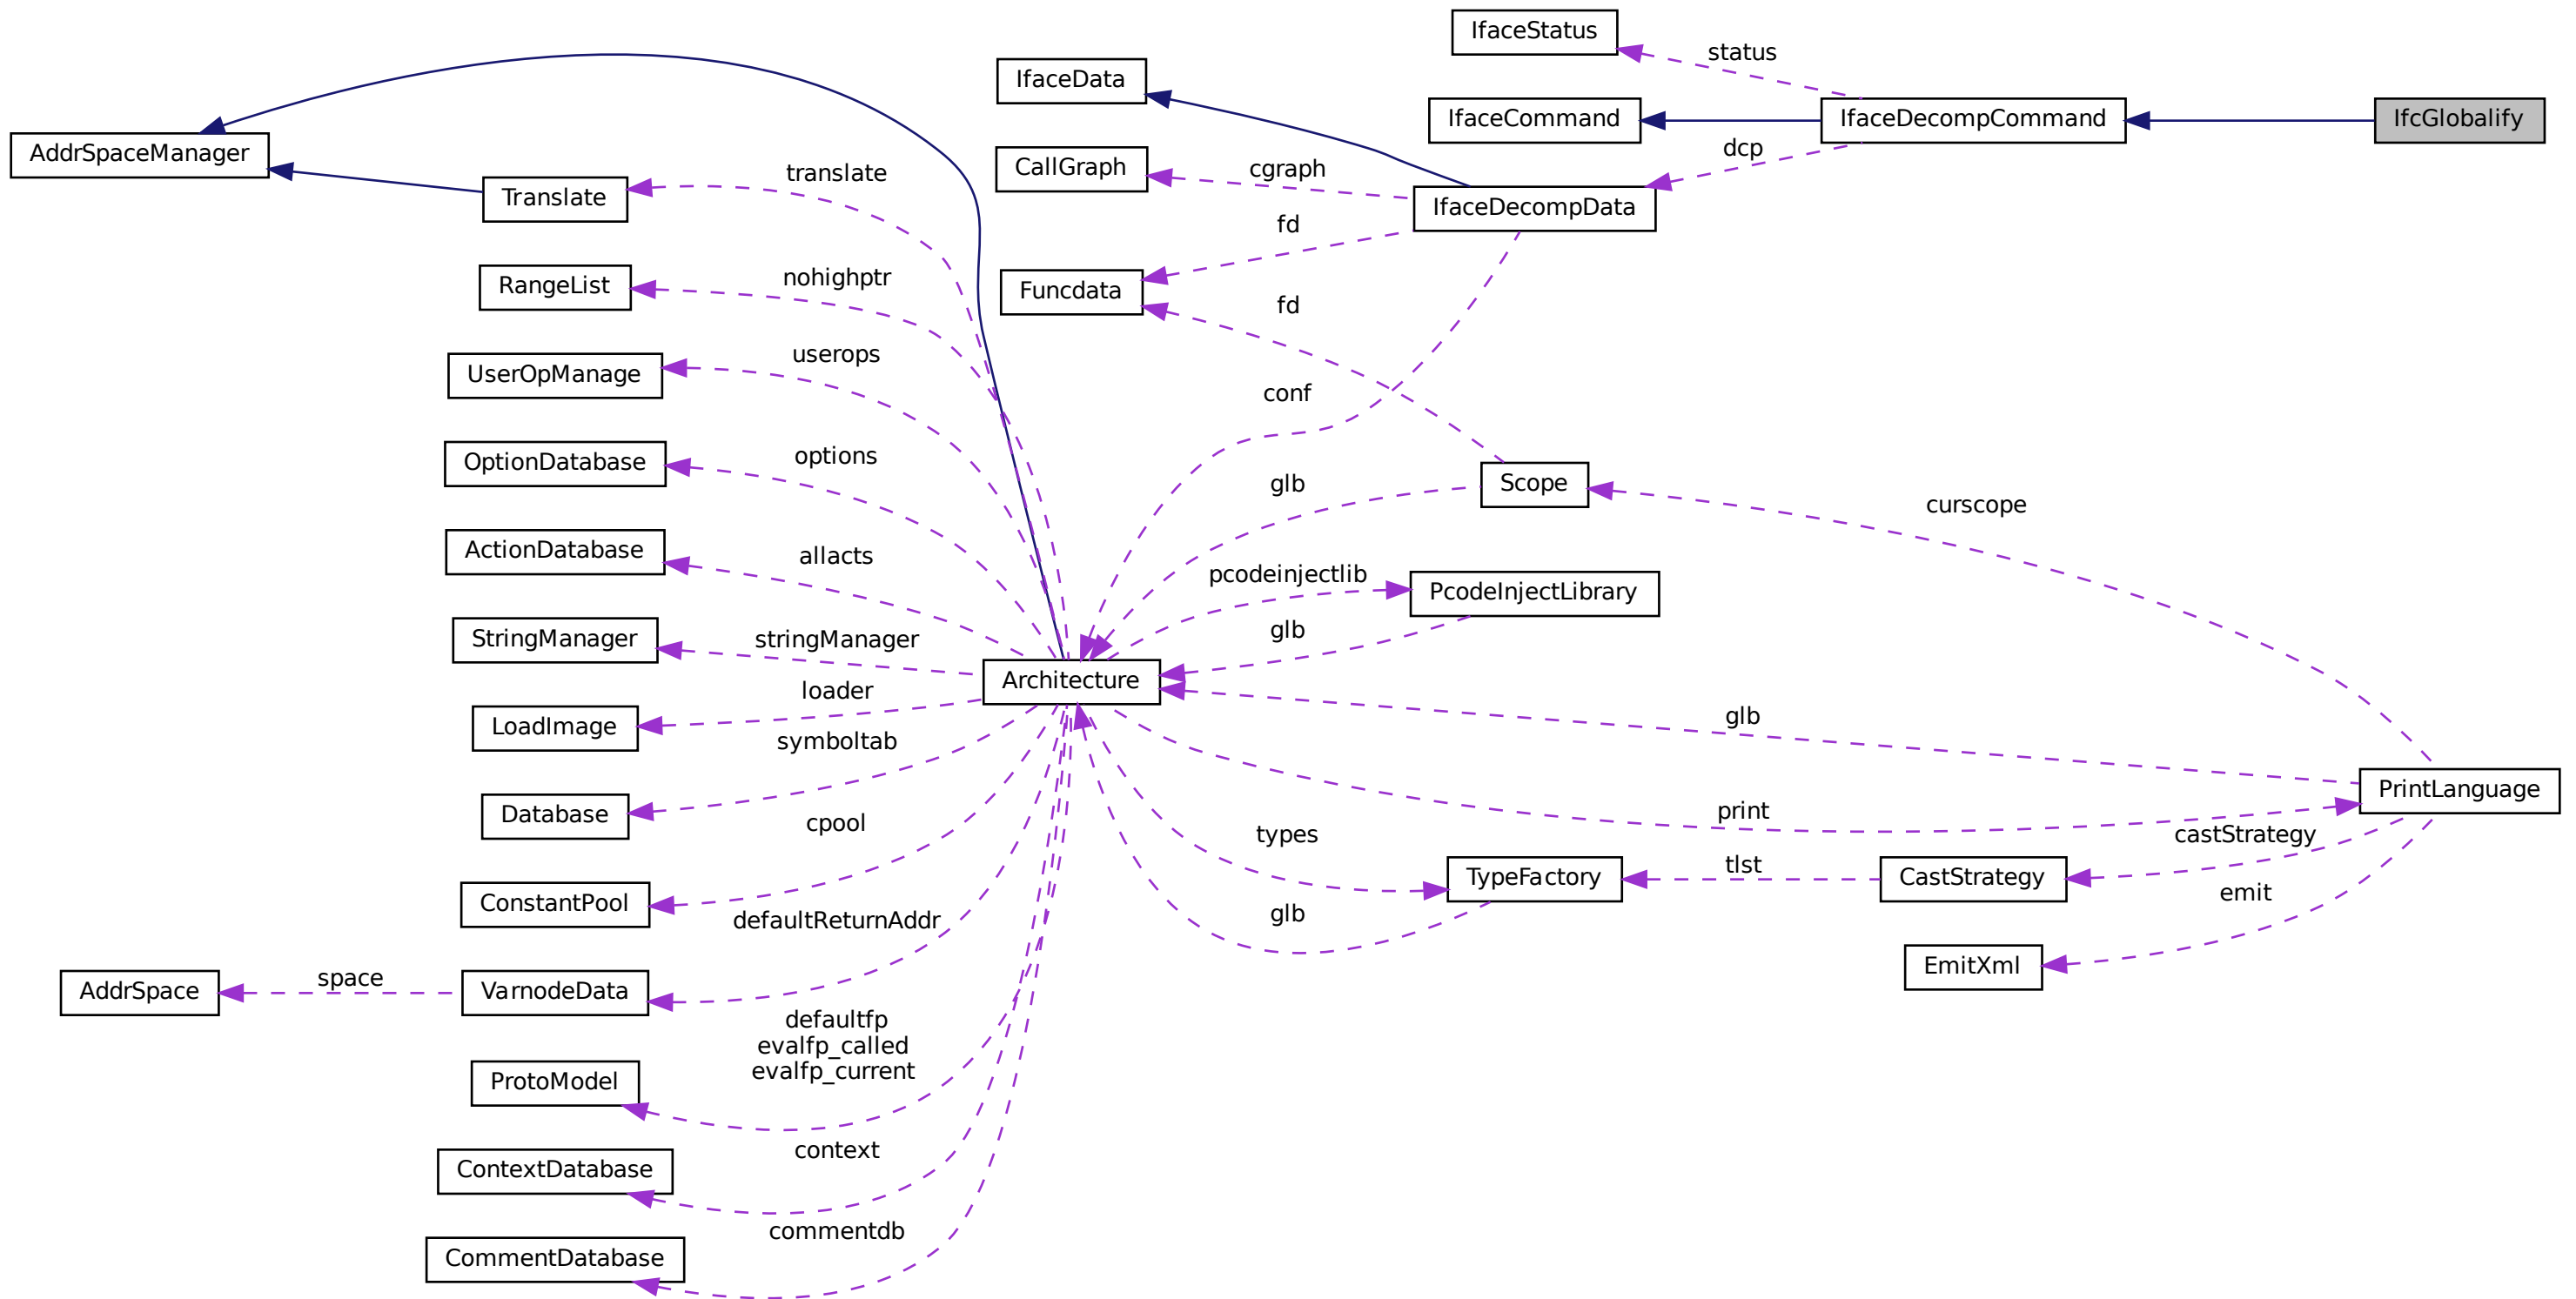 IfaceStatus
status
IfaceData
IfaceCommand
IfaceDecompCommand
IfcGlobalify
AddrSpaceManager
dcp
CallGraph
cgraph
translate
Translate
IfaceDecompData
fd
nohighptr
RangeList
Funcdata
fd
userops
UserOpManage
conf
options
OptionDatabase
glb
Scope
curscope
allacts
ActionDatabase
pcodeinjectlib
PcodeInjectLibrary
glb
stringManager
StringManager
Architecture
loader
LoadImage
glb
symboltab
PrintLanguage
print
Database
cpool
types
castStrategy
tlst
TypeFactory
CastStrategy
emit
ConstantPool
glb
defaultReturnAddr
EmitXml
space
AddrSpace
VarnodeData
defaultfp
evalfp_called
evalfp_current
ProtoModel
context
ContextDatabase
commentdb
CommentDatabase